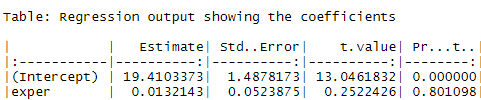 Table: Regression output showing the coefficients
|            |   Estimate| Std..Error|    t.value| Pr...t..|
|:-----------|----------:|----------:|----------:|--------:|
|(Intercept) | 19.4103373|  1.4878173| 13.0461832| 0.000000|
|exper       |  0.0132143|  0.0523875|  0.2522426| 0.801098|